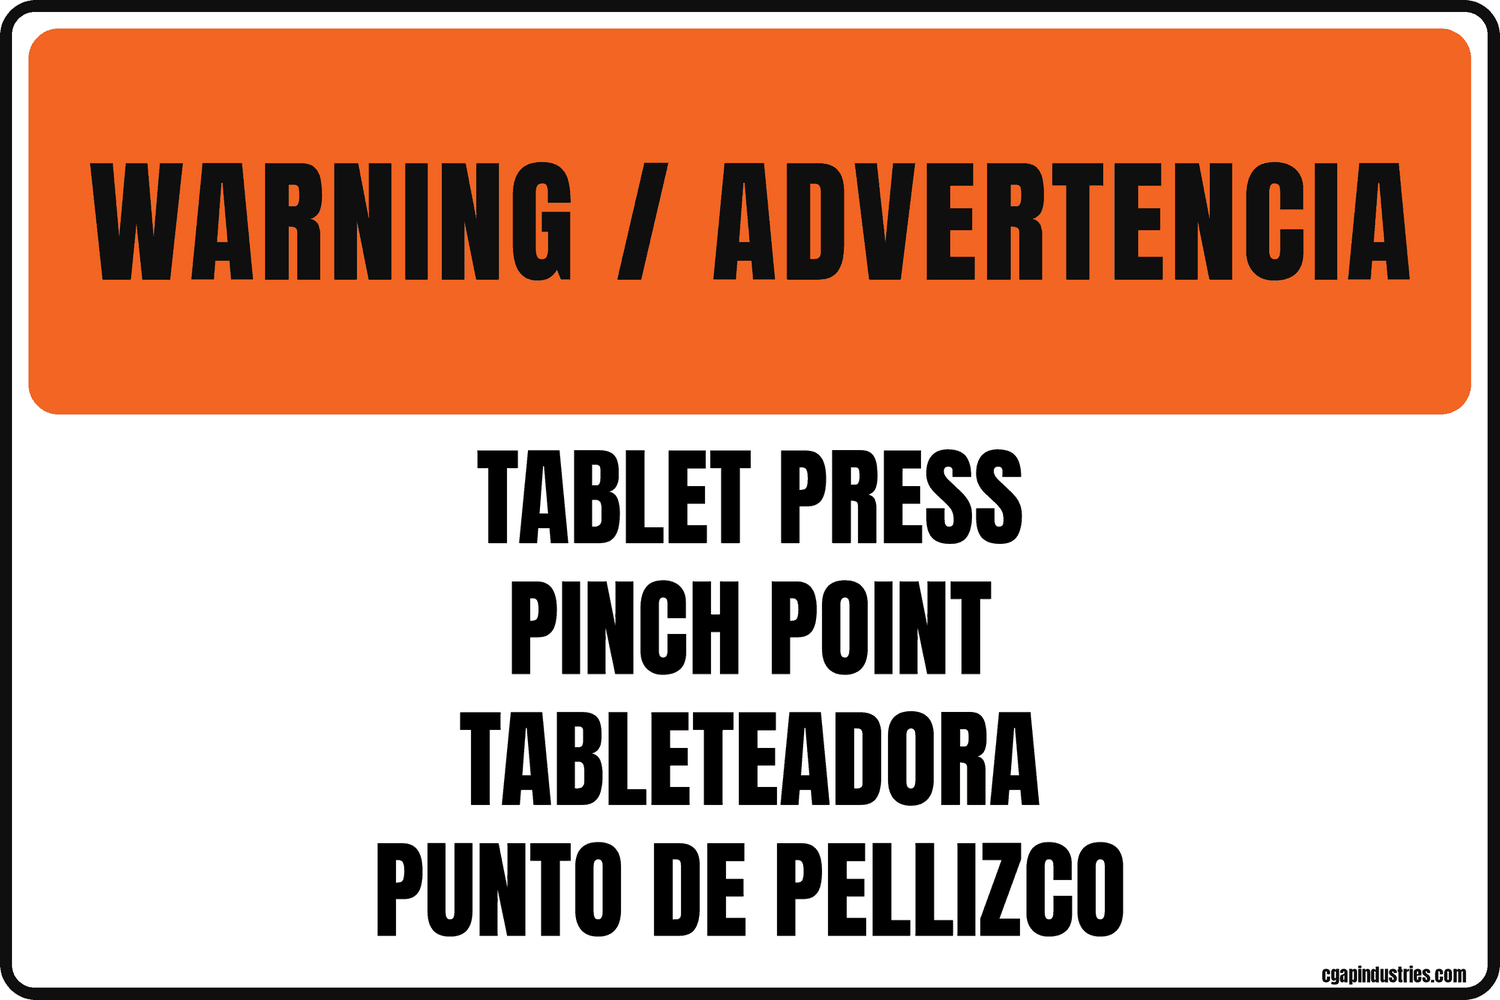 WARNING / ADVERTENCIA
TABLET PRESS
PINCH POINT
TABLETEADORA
PUNTO DE PELLIZCO
cgapindustries.com